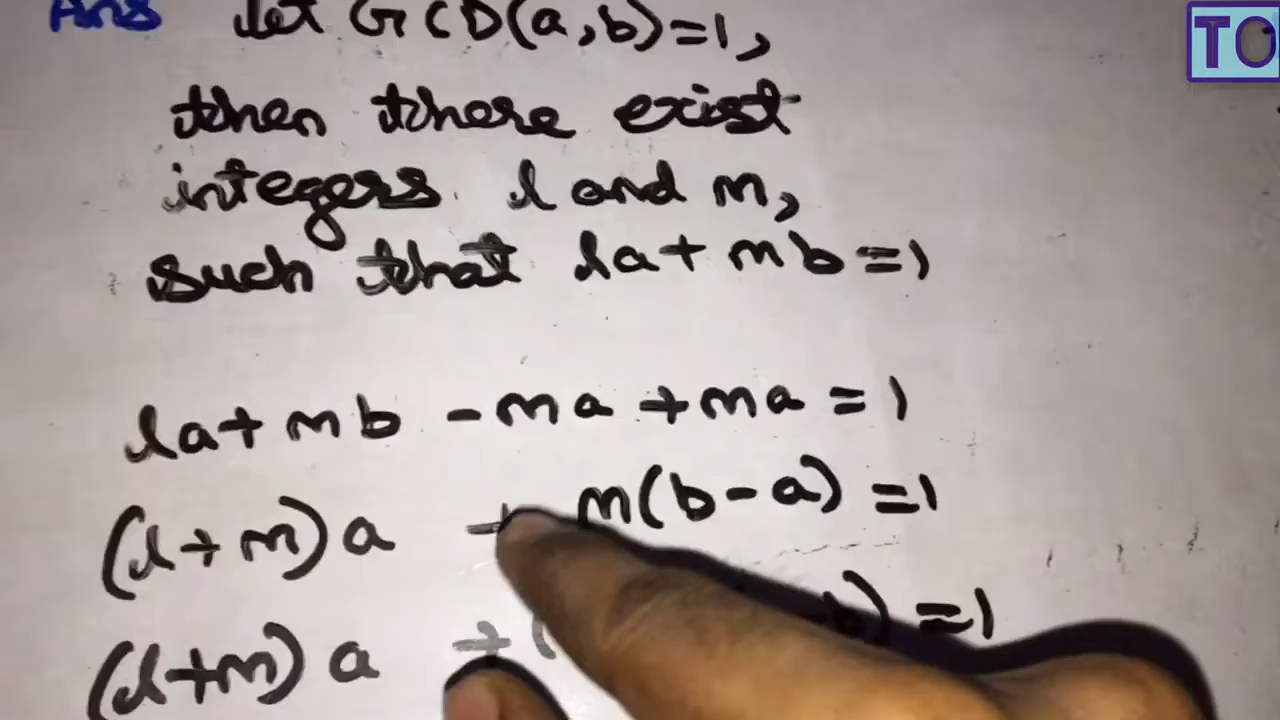 Ans let GCD(a,b)=1,
TO
then there exist
integers l and m,
such that la+mb=1
la+mb -ma +ma =1
(l+m)a + m(b-a) =1
(l+m)a +( b) =1